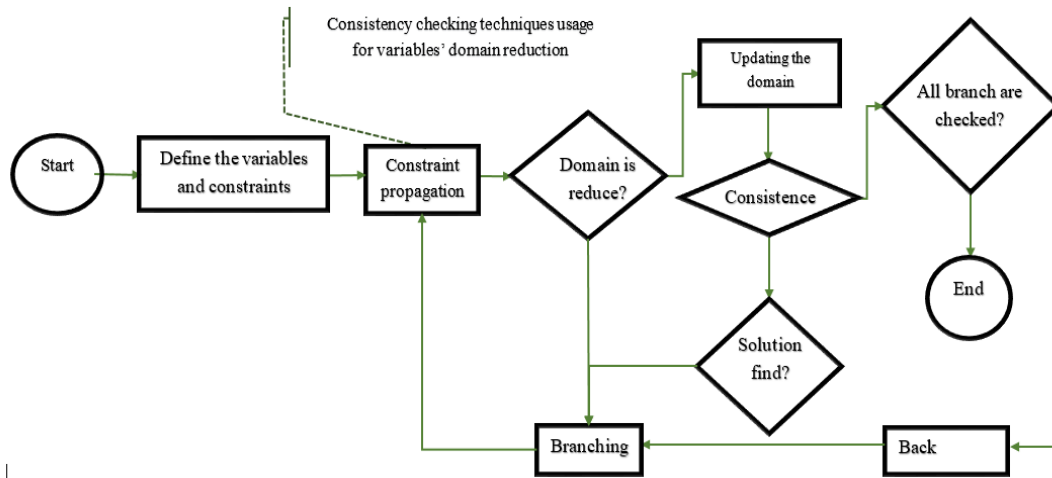 Consistency checking techniques usage
for variables’ domain reduction
Start
Define the variables
and constraints
Constraint
propagation
Domain is
reduce?
Updating the
domain
Consistence
All branch are
checked?
End
Solution
find?
Branching
Back